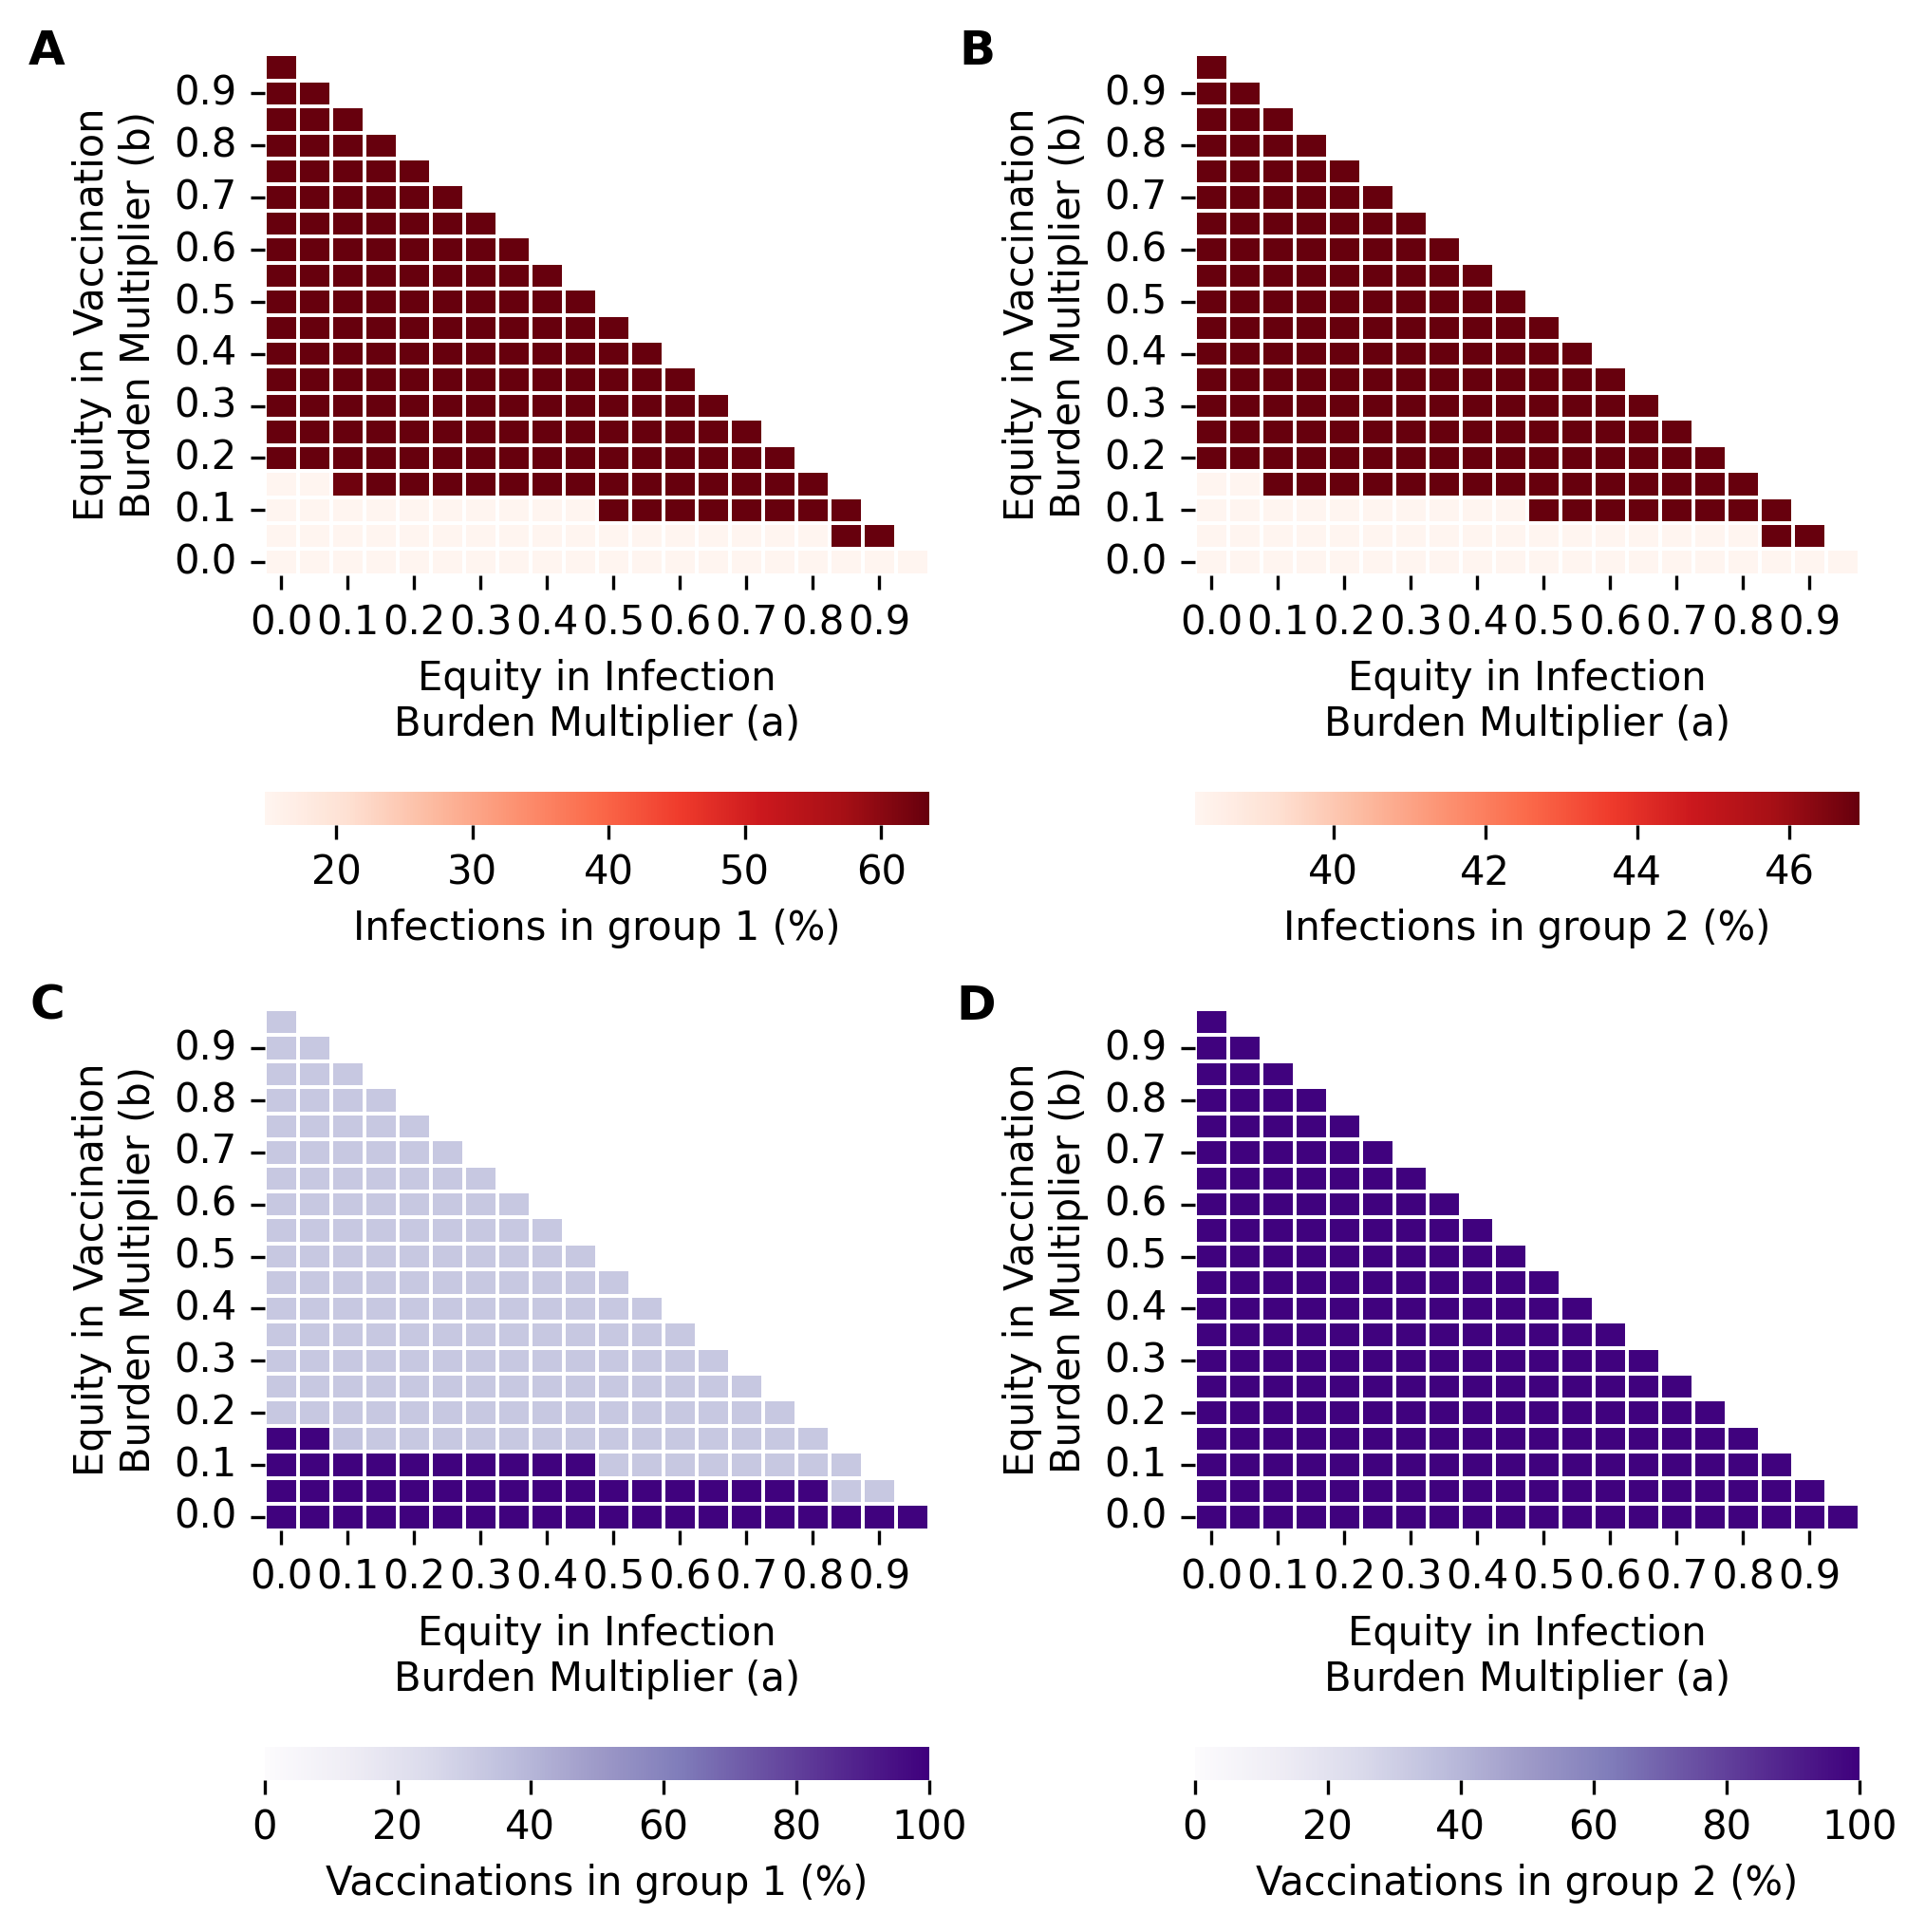 A
Equity in Vaccination
Burden Multiplier (b)
0.9
0.8
0.7
0.6
0.5
0.4
0.3
0.2
0.1
0.0
0.0 0.1 0.2 0.3 0.4 0.5 0.6 0.7 0.8 0.9
Equity in Infection
Burden Multiplier (a)
20 30 40 50 60
Infections in group 1 (%)
B
Equity in Vaccination
Burden Multiplier (b)
0.9
0.8
0.7
0.6
0.5
0.4
0.3
0.2
0.1
0.0
0.0 0.1 0.2 0.3 0.4 0.5 0.6 0.7 0.8 0.9
Equity in Infection
Burden Multiplier (a)
40 42 44 46
Infections in group 2 (%)
C
Equity in Vaccination
Burden Multiplier (b)
0.9
0.8
0.7
0.6
0.5
0.4
0.3
0.2
0.1
0.0
0.0 0.1 0.2 0.3 0.4 0.5 0.6 0.7 0.8 0.9
Equity in Infection
Burden Multiplier (a)
0 20 40 60 80 100
Vaccinations in group 1 (%)
D
Equity in Vaccination
Burden Multiplier (b)
0.9
0.8
0.7
0.6
0.5
0.4
0.3
0.2
0.1
0.0
0.0 0.1 0.2 0.3 0.4 0.5 0.6 0.7 0.8 0.9
Equity in Infection
Burden Multiplier (a)
0 20 40 60 80 100
Vaccinations in group 2 (%)